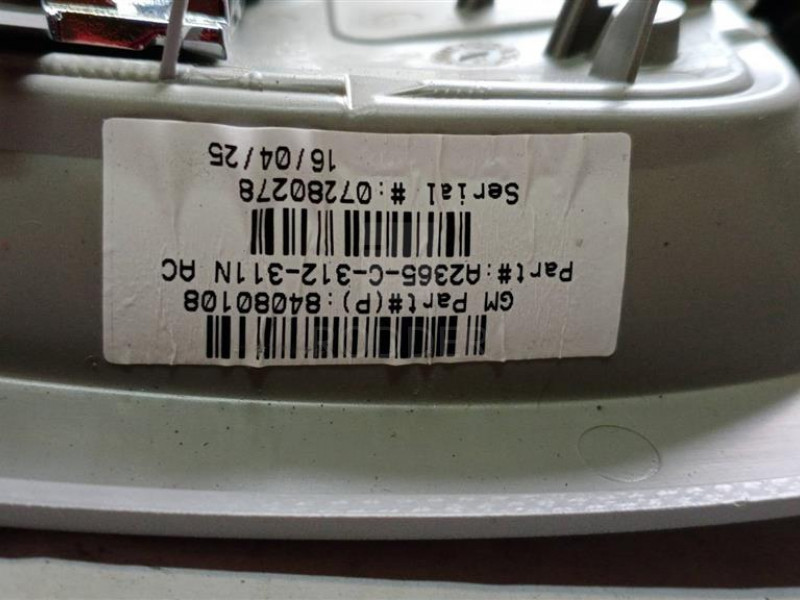 GM Part#(P):84080108
Part#:A2365-C-312-311N AC
Serial #:07280278
16/04/25